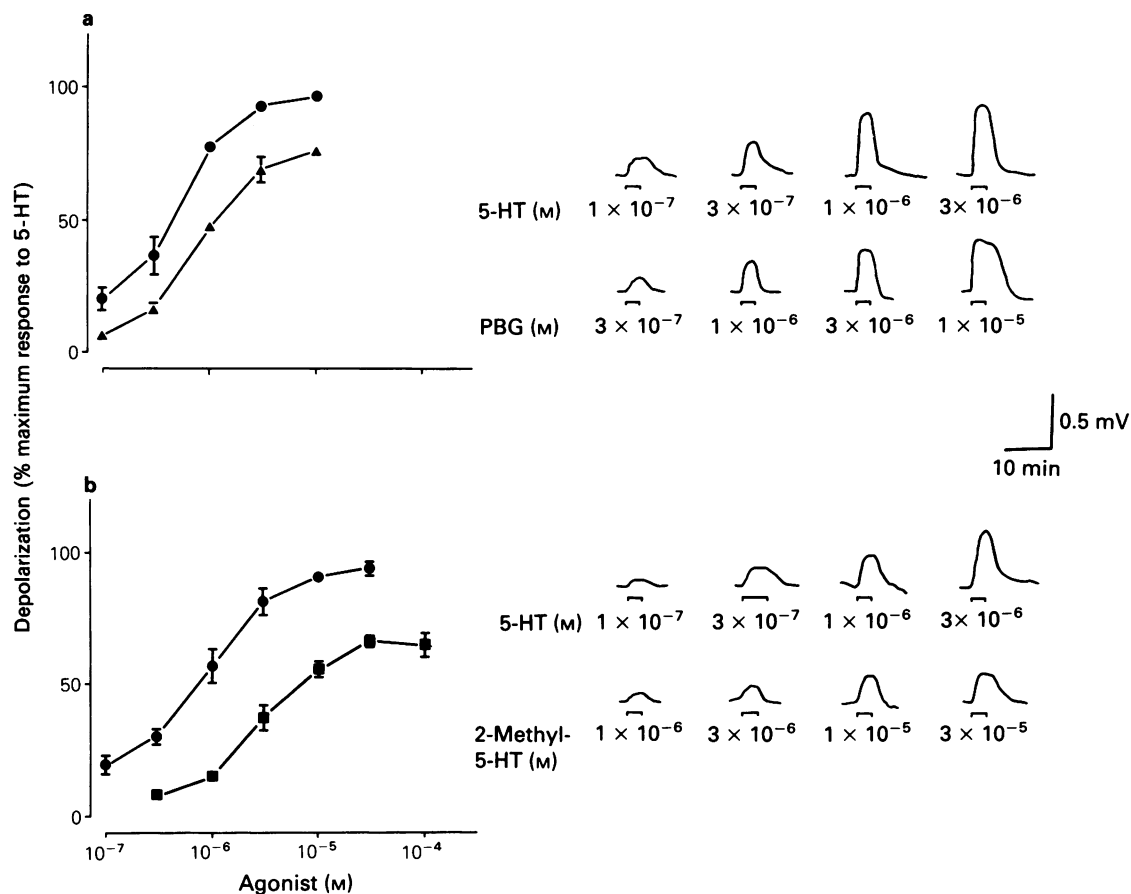 a
Depolarization (% maximum response to 5-HT)
100
50
0
5-HT (M) 1 × 10⁻⁷ 3 × 10⁻⁷ 1 × 10⁻⁶ 3 × 10⁻⁶
PBG (M) 3 × 10⁻⁷ 1 × 10⁻⁶ 3 × 10⁻⁶ 1 × 10⁻⁵
0.5 mV
10 min
b
100
50
0
10⁻⁷ 10⁻⁶ 10⁻⁵ 10⁻⁴
Agonist (M)
5-HT (M) 1 × 10⁻⁷ 3 × 10⁻⁷ 1 × 10⁻⁶ 3 × 10⁻⁶
2-Methyl-
5-HT (M) 1 × 10⁻⁶ 3 × 10⁻⁶ 1 × 10⁻⁵ 3 × 10⁻⁵